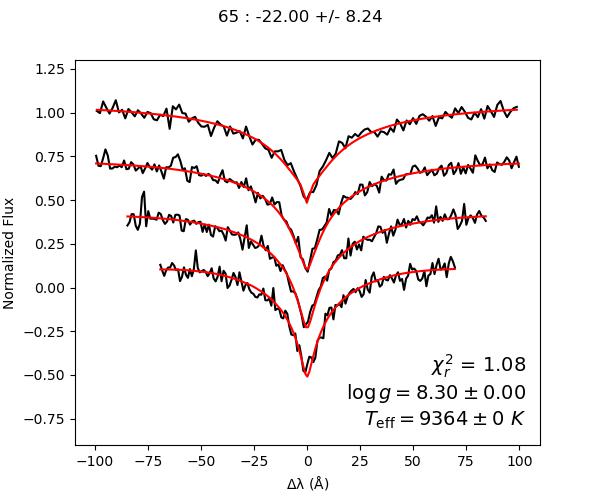 65 : -22.00 +/- 8.24
1.25
1.00
0.75
0.50
0.25
0.00
−0.25
−0.50
−0.75
Normalized Flux
χ²ᵣ = 1.08
log g = 8.30 ± 0.00
T_eff = 9364 ± 0 K
−100 −75 −50 −25 0 25 50 75 100
Δλ (Å)